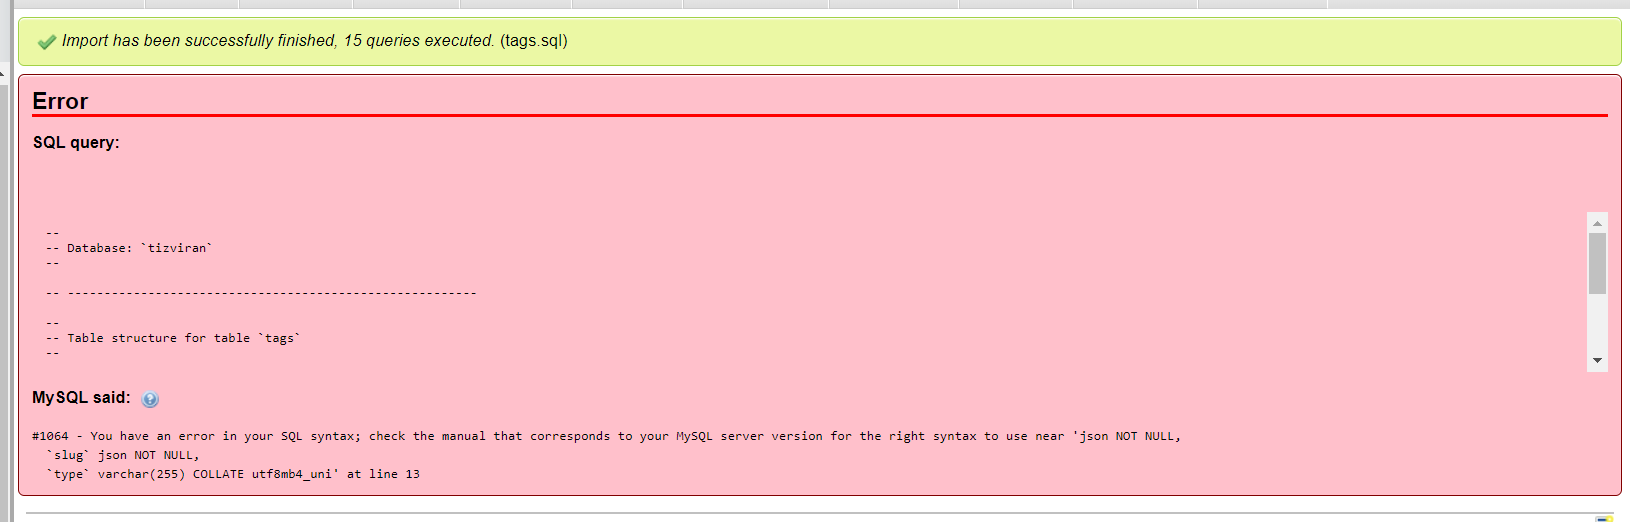 Import has been successfully finished, 15 queries executed. (tags.sql)
Error
SQL query:
--
-- Database: `tizviran`
--
-- --------------------------------------------------------
--
-- Table structure for table `tags`
--
MySQL said:
#1064 - You have an error in your SQL syntax; check the manual that corresponds to your MySQL server version for the right syntax to use near 'json NOT NULL,
`slug` json NOT NULL,
`type` varchar(255) COLLATE utf8mb4_uni' at line 13